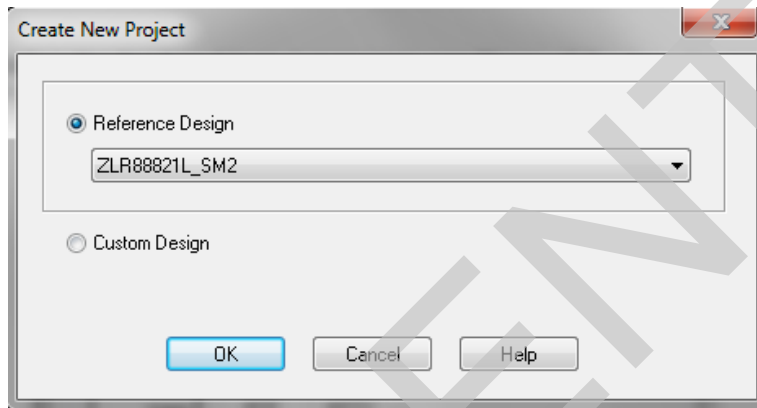 Create New Project
Reference Design
ZLR88821L_SM2
Custom Design
OK Cancel Help